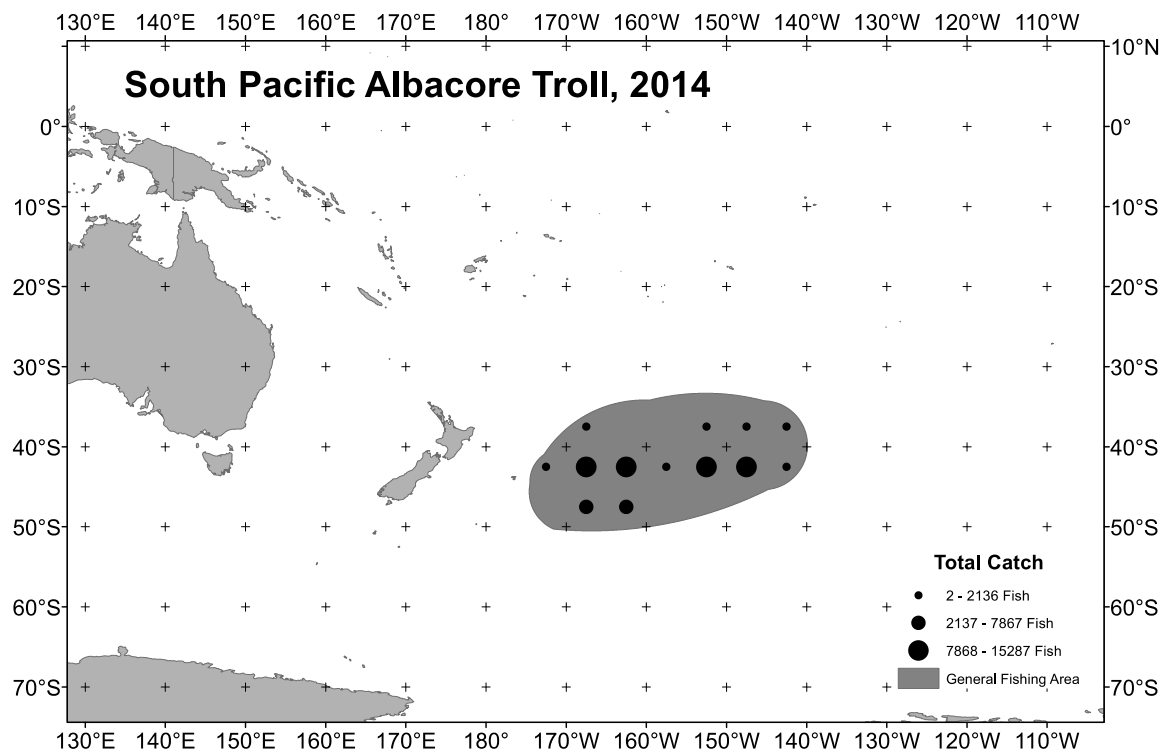 130°E 140°E 150°E 160°E 170°E 180° 170°W 160°W 150°W 140°W 130°W 120°W 110°W
10°N
South Pacific Albacore Troll, 2014
0° 0°
10°S 10°S
20°S 20°S
30°S 30°S
40°S 40°S
50°S 50°S
Total Catch
2 - 2136 Fish
60°S 60°S
2137 - 7867 Fish
7868 - 15287 Fish
General Fishing Area
70°S 70°S
130°E 140°E 150°E 160°E 170°E 180° 170°W 160°W 150°W 140°W 130°W 120°W 110°W